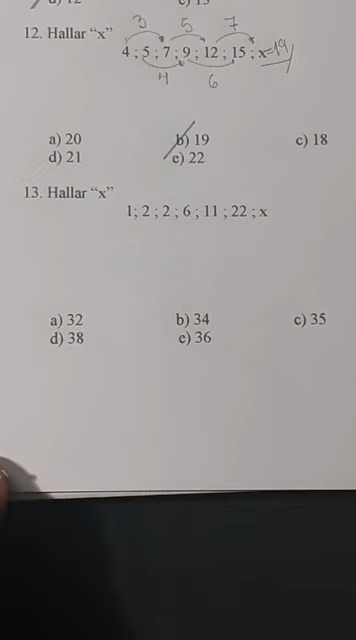 12. Hallar “x”
3 5 7
4 ; 5 ; 7 ; 9 ; 12 ; 15 ; x=19
4 6
a) 20 b) 19 c) 18
d) 21 e) 22
13. Hallar “x”
1; 2 ; 2 ; 6 ; 11 ; 22 ; x
a) 32 b) 34 c) 35
d) 38 e) 36